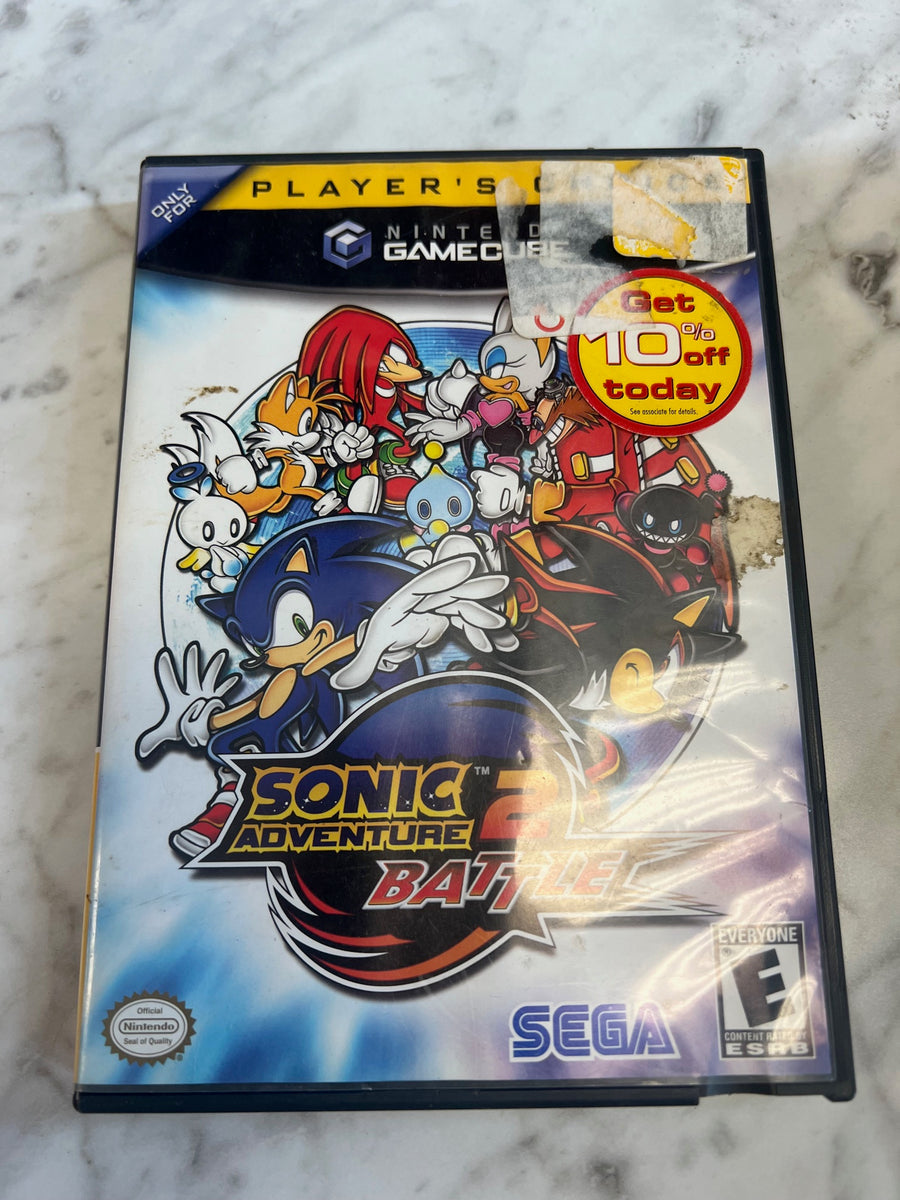 ONLY
FOR
PLAYER'S
NINTENDO
GAMECUBE
Get
10% off
today
See associate for details.
SONIC ™
ADVENTURE 2
BATTLE
EVERYONE
E
CONTENT RATED BY
ESRB
SEGA
Official
Nintendo
Seal of Quality